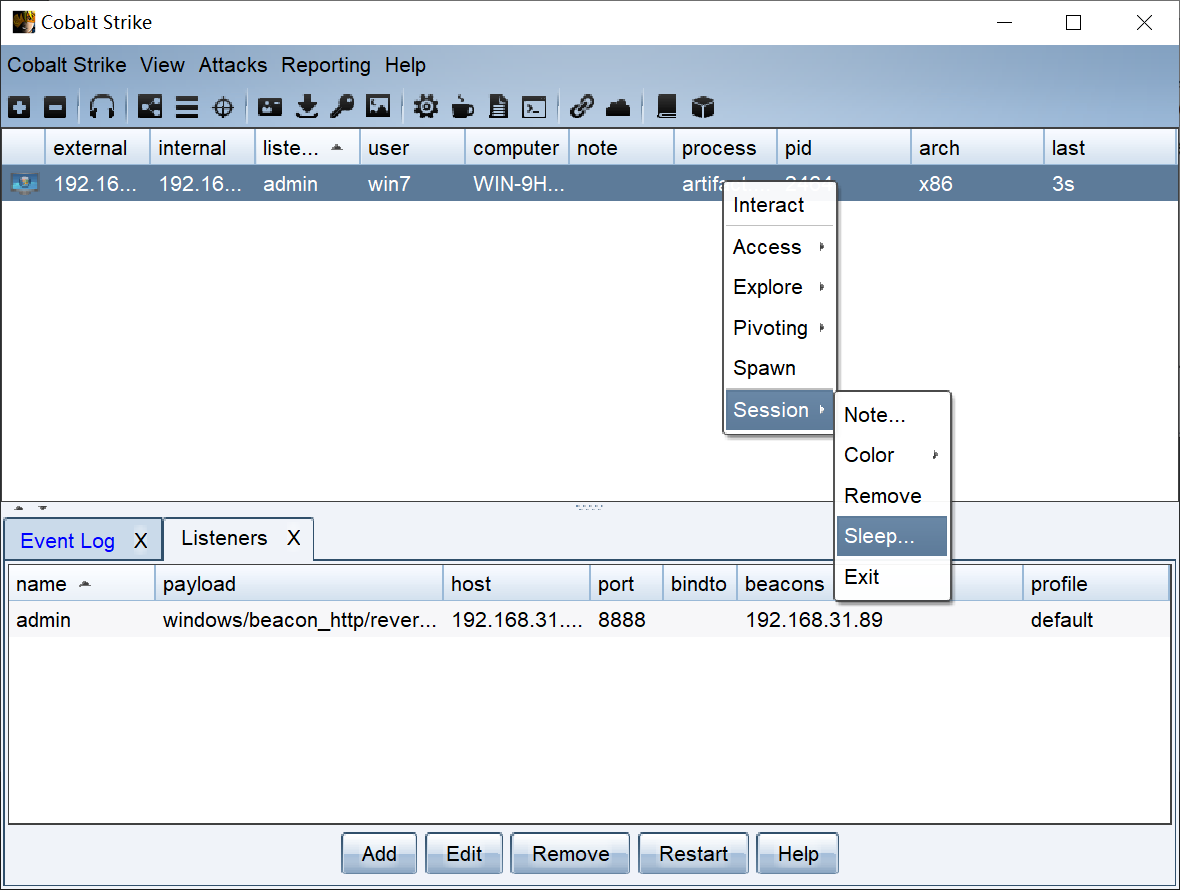 Cobalt Strike
Cobalt Strike View Attacks Reporting Help
external internal liste... user computer note process pid arch last
192.16... 192.16... admin win7 WIN-9H... x86 3s
Interact
Access
Explore
Pivoting
Spawn
Session
Note...
Color
Remove
Sleep...
Exit
Event Log X Listeners X
name payload host port bindto beacons profile
admin windows/beacon_http/rever... 192.168.31.... 8888 192.168.31.89 default
Add Edit Remove Restart Help